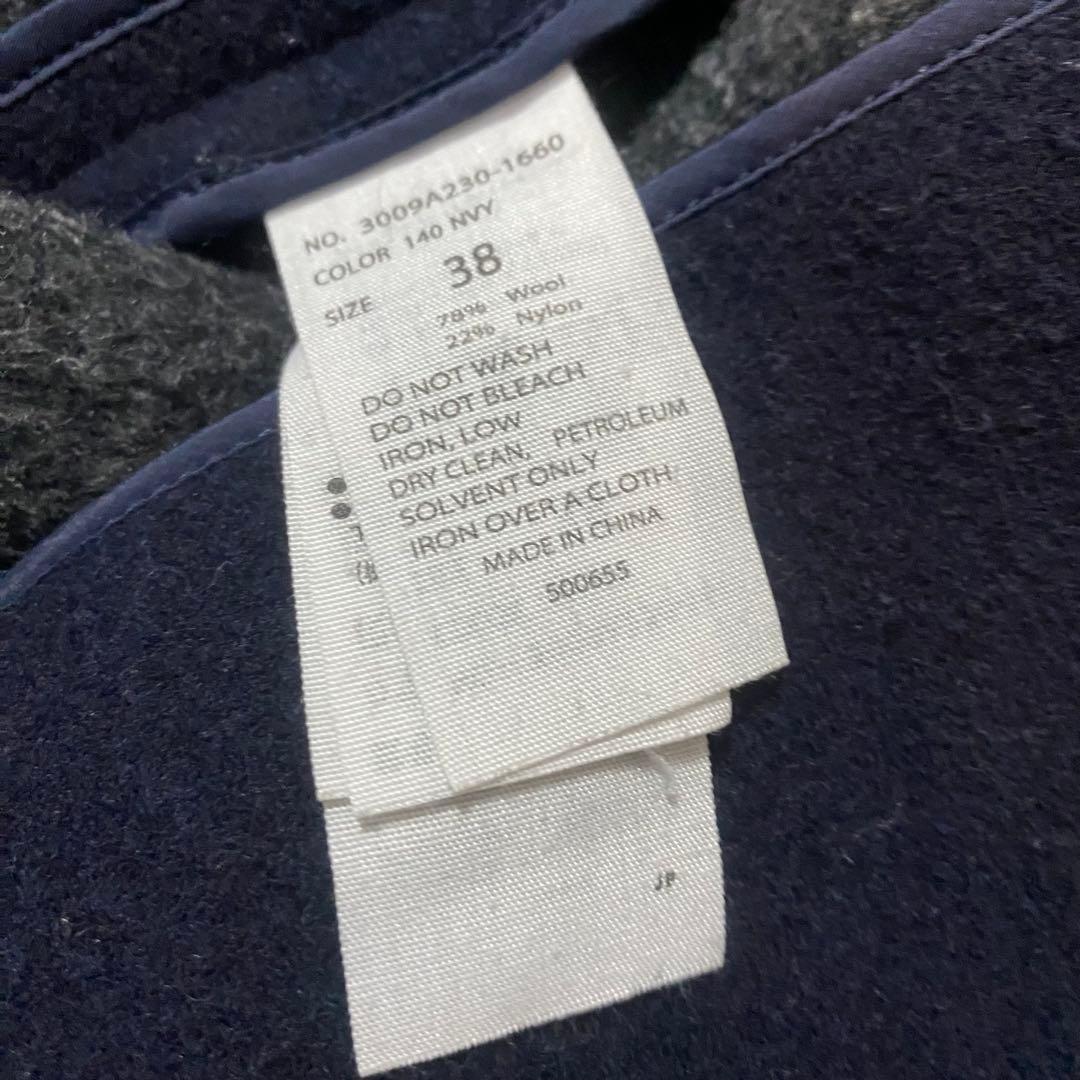 NO. 3009A230-1660
COLOR 140 NVY
SIZE 38
78% Wool
22% Nylon
DO NOT WASH
DO NOT BLEACH
IRON, LOW
DRY CLEAN, PETROLEUM
SOLVENT ONLY
IRON OVER A CLOTH
MADE IN CHINA
500655
JP